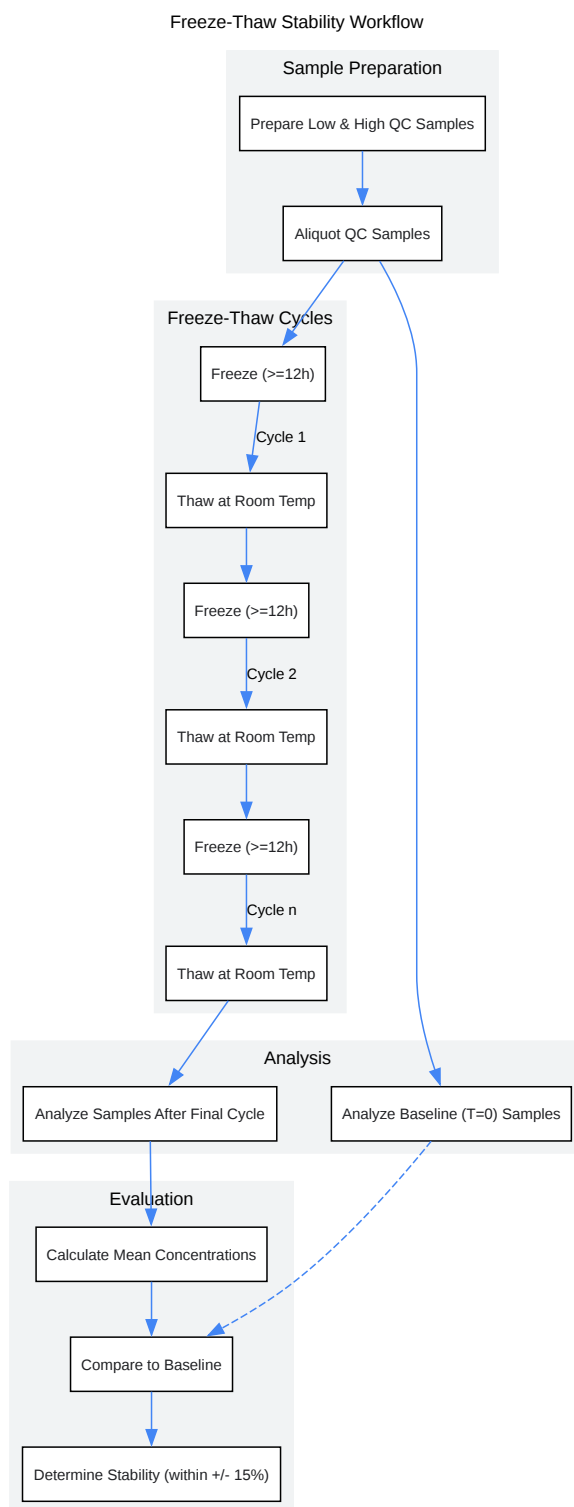 Freeze-Thaw Stability Workflow
Sample Preparation
Prepare Low & High QC Samples
Aliquot QC Samples
Freeze-Thaw Cycles
Freeze (>=12h)
Cycle 1
Thaw at Room Temp
Freeze (>=12h)
Cycle 2
Thaw at Room Temp
Freeze (>=12h)
Cycle n
Thaw at Room Temp
Analysis
Analyze Samples After Final Cycle
Analyze Baseline (T=0) Samples
Evaluation
Calculate Mean Concentrations
Compare to Baseline
Determine Stability (within +/- 15%)